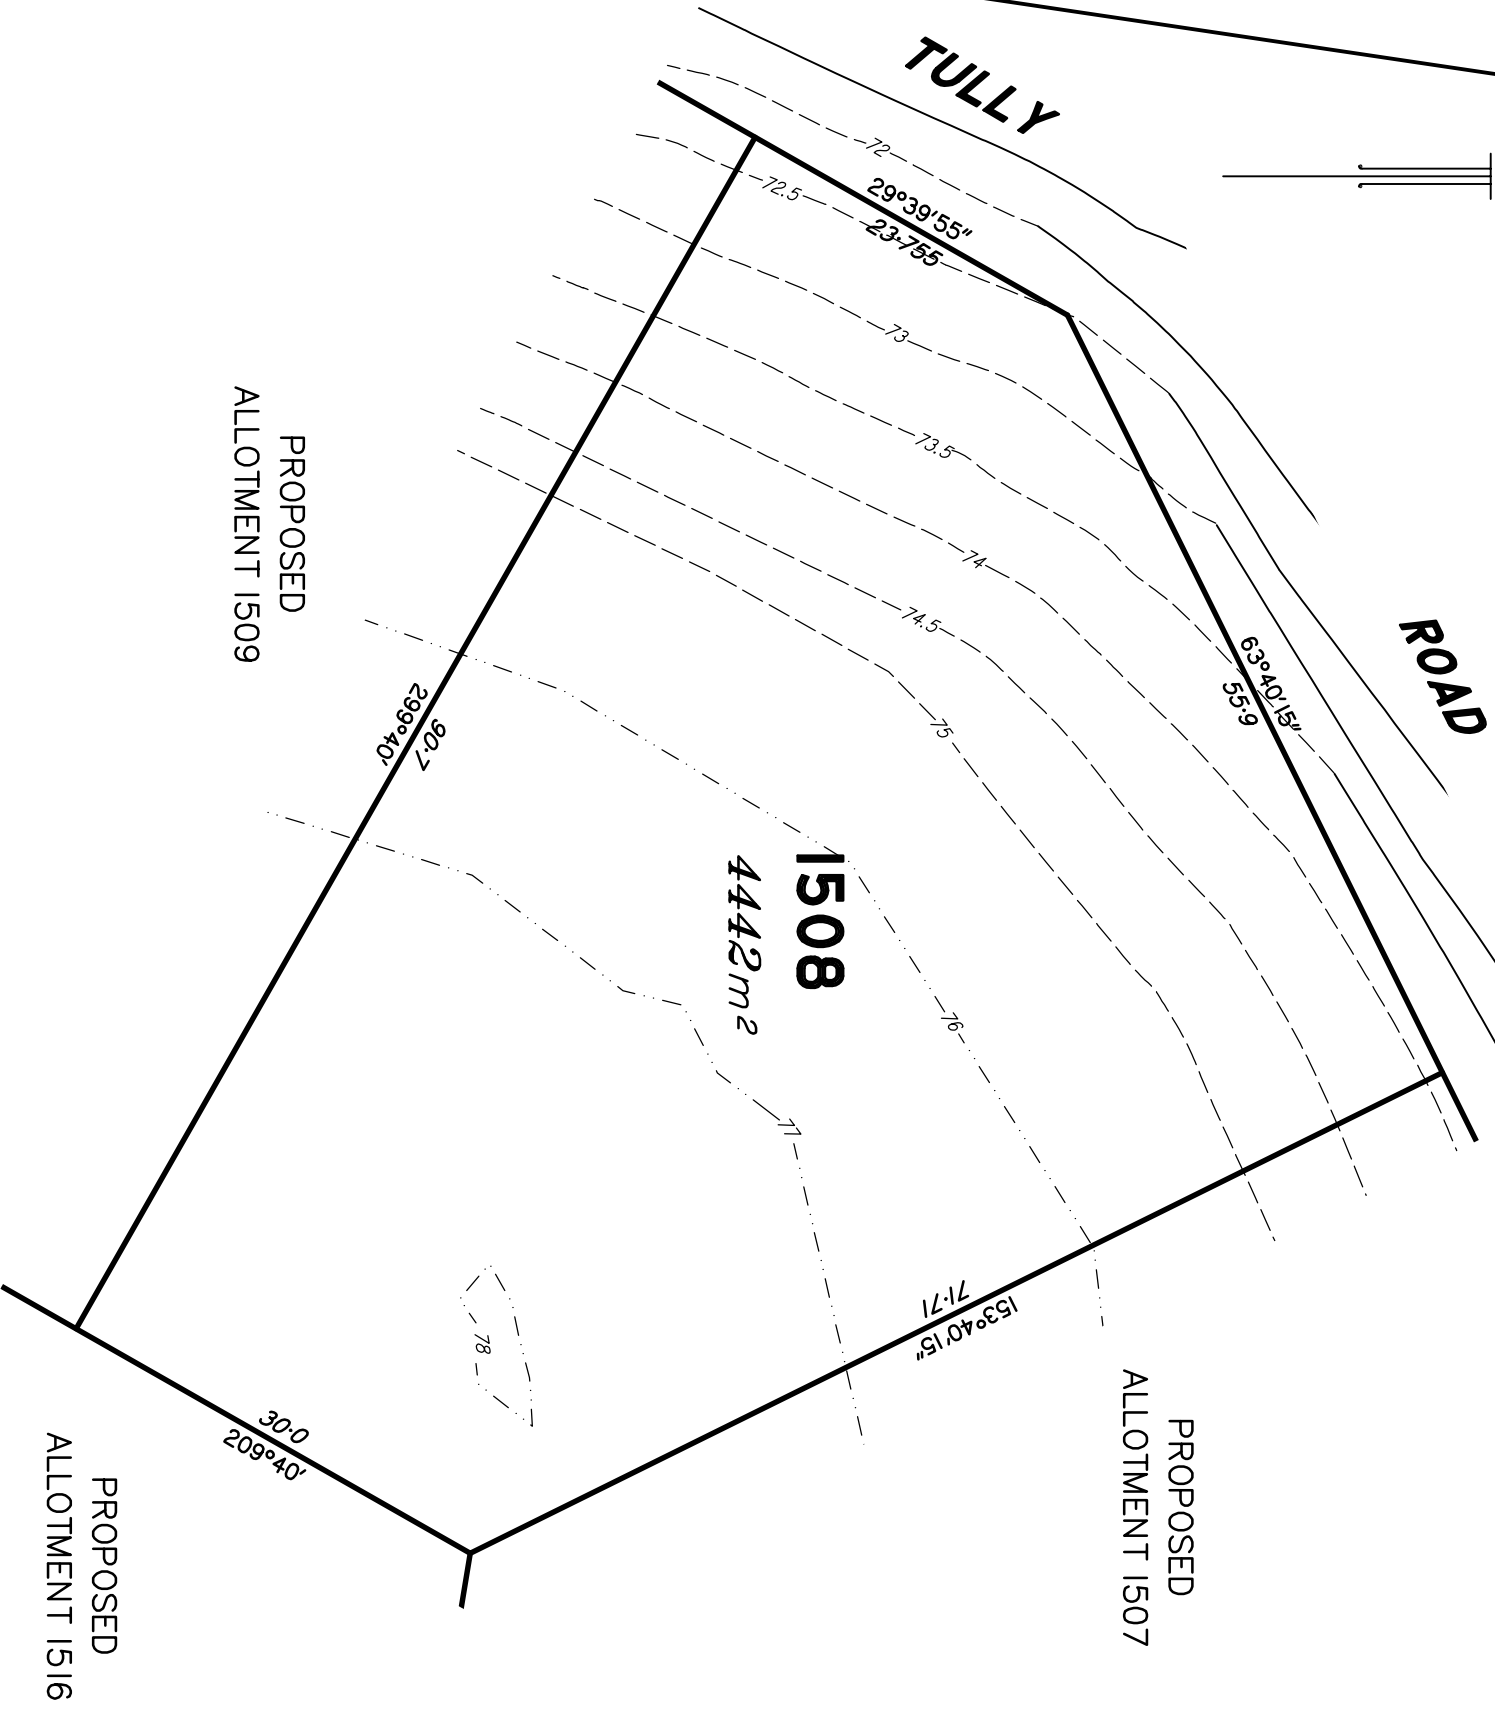 TULLY
ROAD
72
72.5
73
73.5
74
74.5
75
76
77
78
29°39'55"
23·755
63°40'15"
55·9
153°40'15"
71·71
209°40'
30·0
299°40'
90·7
1508
4442m²
PROPOSED
ALLOTMENT 1509
PROPOSED
ALLOTMENT 1507
PROPOSED
ALLOTMENT 1516